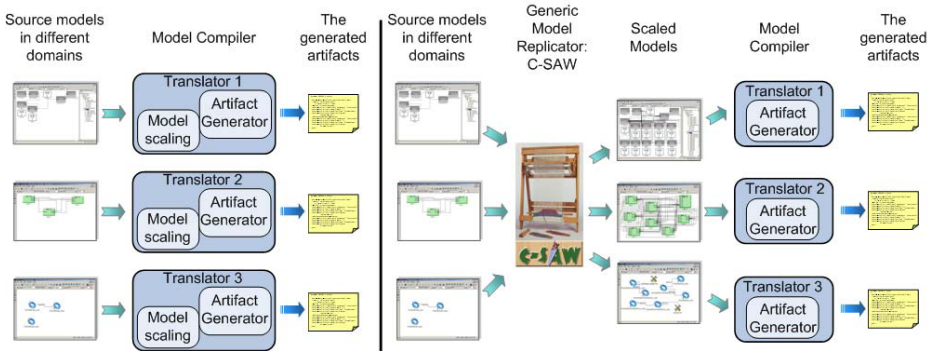 Source models
in different
domains
Model Compiler
The
generated
artifacts
Translator 1
Model
scaling
Artifact
Generator
Translator 2
Model
scaling
Artifact
Generator
Translator 3
Model
scaling
Artifact
Generator
Source models
in different
domains
Generic
Model
Replicator:
C-SAW
Scaled
Models
Model
Compiler
The
generated
artifacts
C-SAW
Translator 1
Artifact
Generator
Translator 2
Artifact
Generator
Translator 3
Artifact
Generator